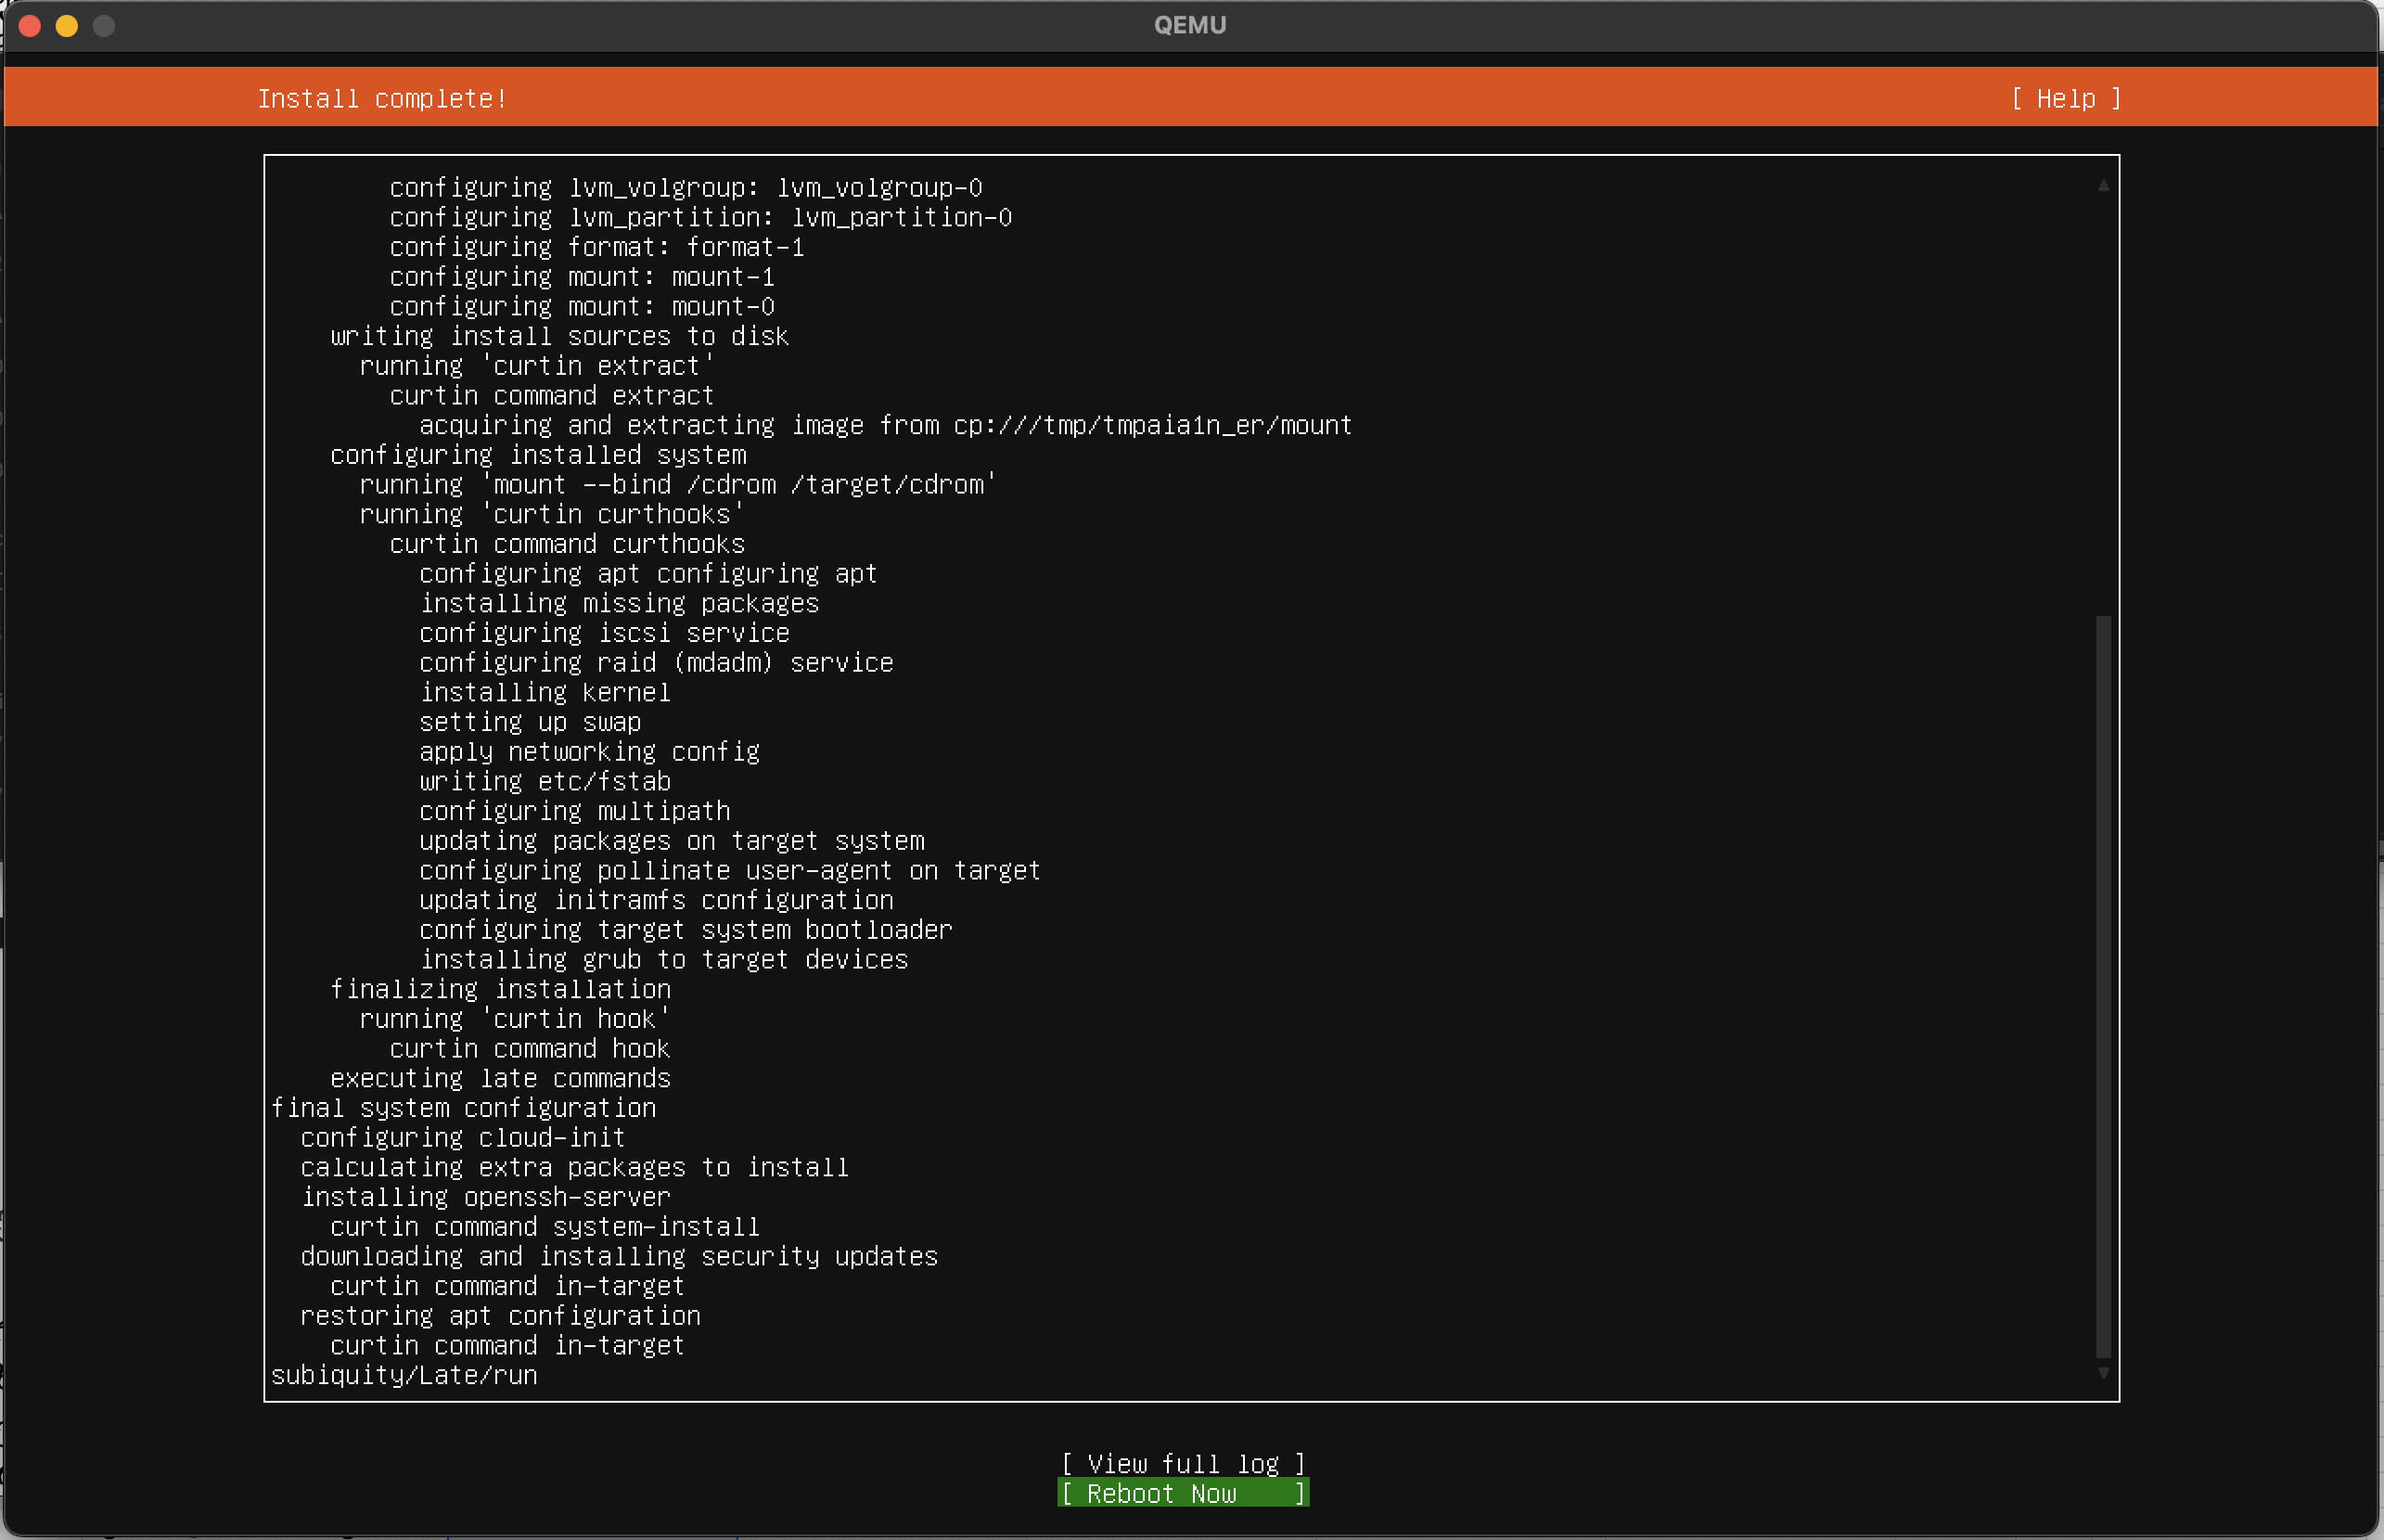 QEMU
Install complete! [ Help ]
configuring lvm_volgroup: lvm_volgroup-0
configuring lvm_partition: lvm_partition-0
configuring format: format-1
configuring mount: mount-1
configuring mount: mount-0
writing install sources to disk
running 'curtin extract'
curtin command extract
acquiring and extracting image from cp:///tmp/tmpaia1n_er/mount
configuring installed system
running 'mount --bind /cdrom /target/cdrom'
running 'curtin curthooks'
curtin command curthooks
configuring apt configuring apt
installing missing packages
configuring iscsi service
configuring raid (mdadm) service
installing kernel
setting up swap
apply networking config
writing etc/fstab
configuring multipath
updating packages on target system
configuring pollinate user-agent on target
updating initramfs configuration
configuring target system bootloader
installing grub to target devices
finalizing installation
running 'curtin hook'
curtin command hook
executing late commands
final system configuration
configuring cloud-init
calculating extra packages to install
installing openssh-server
curtin command system-install
downloading and installing security updates
curtin command in-target
restoring apt configuration
curtin command in-target
subiquity/Late/run
[ View full log ]
[ Reboot Now ]